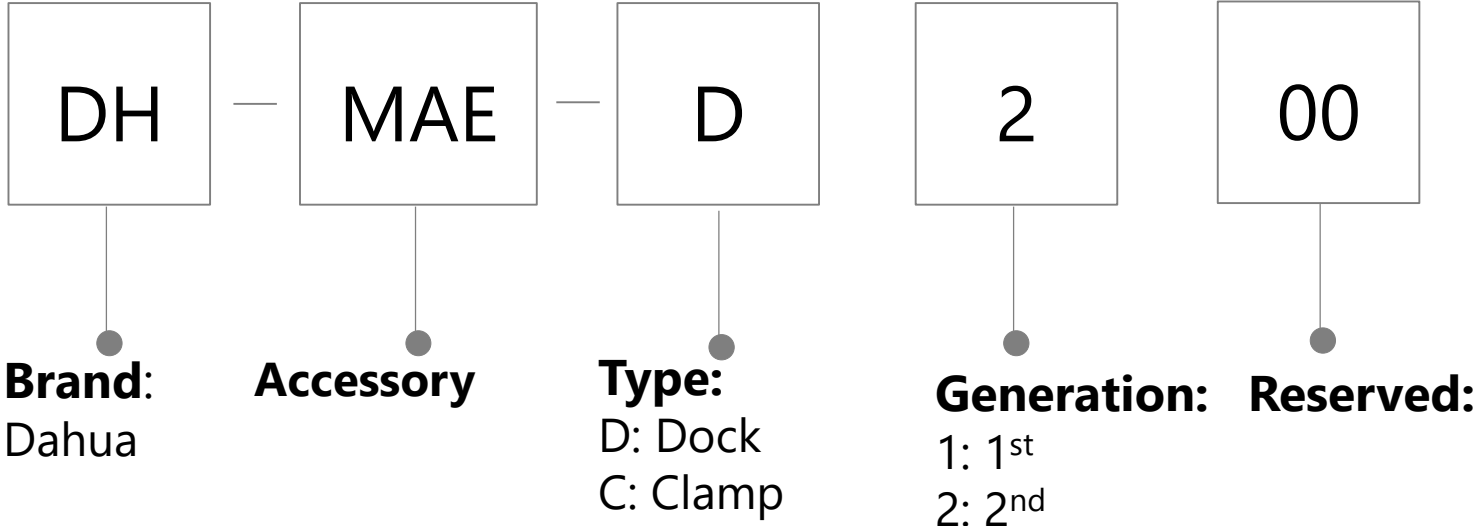 DH — MAE — D 2 00
Brand: Accessory Type: Generation: Reserved:
Dahua D: Dock 1: 1st
C: Clamp 2: 2nd